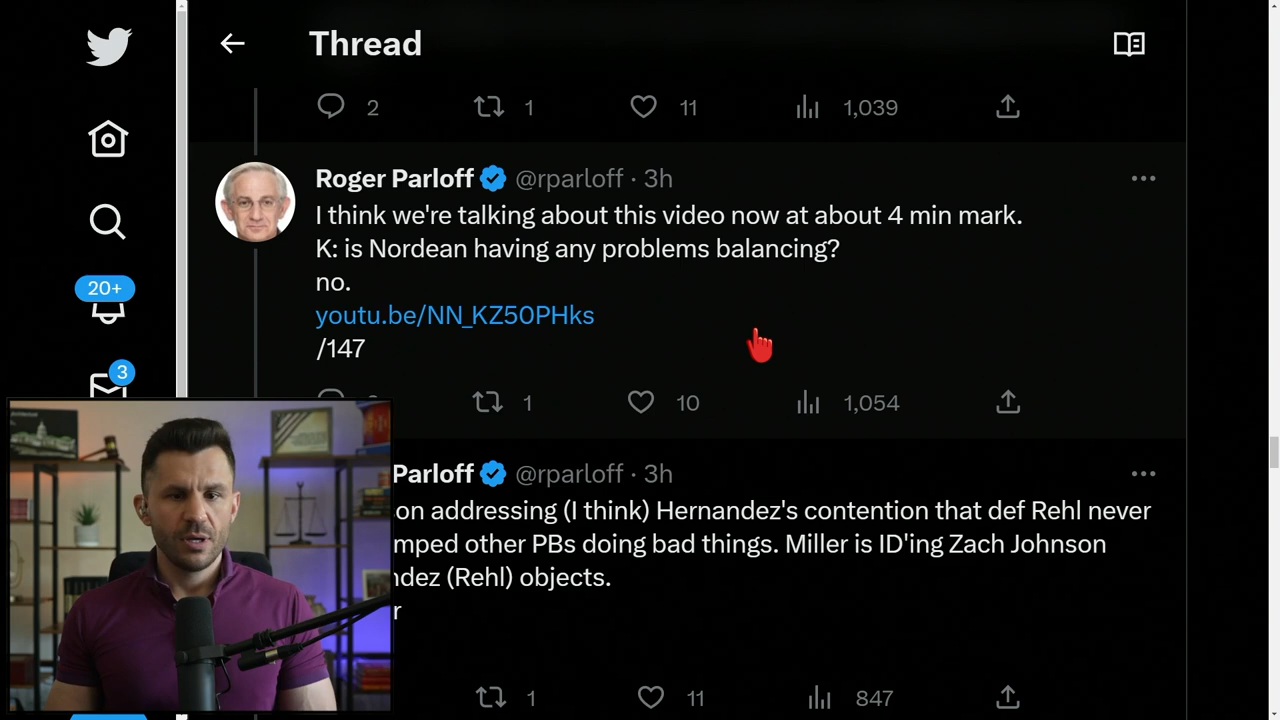 Thread
2 1 11 1,039
Roger Parloff @rparloff · 3h
I think we're talking about this video now at about 4 min mark.
K: is Nordean having any problems balancing?
no.
youtu.be/NN_KZ50PHks
/147
20+
3
1 10 1,054
Parloff @rparloff · 3h
on addressing (I think) Hernandez's contention that def Rehl never
mped other PBs doing bad things. Miller is ID'ing Zach Johnson
ndez (Rehl) objects.
r
1 11 847